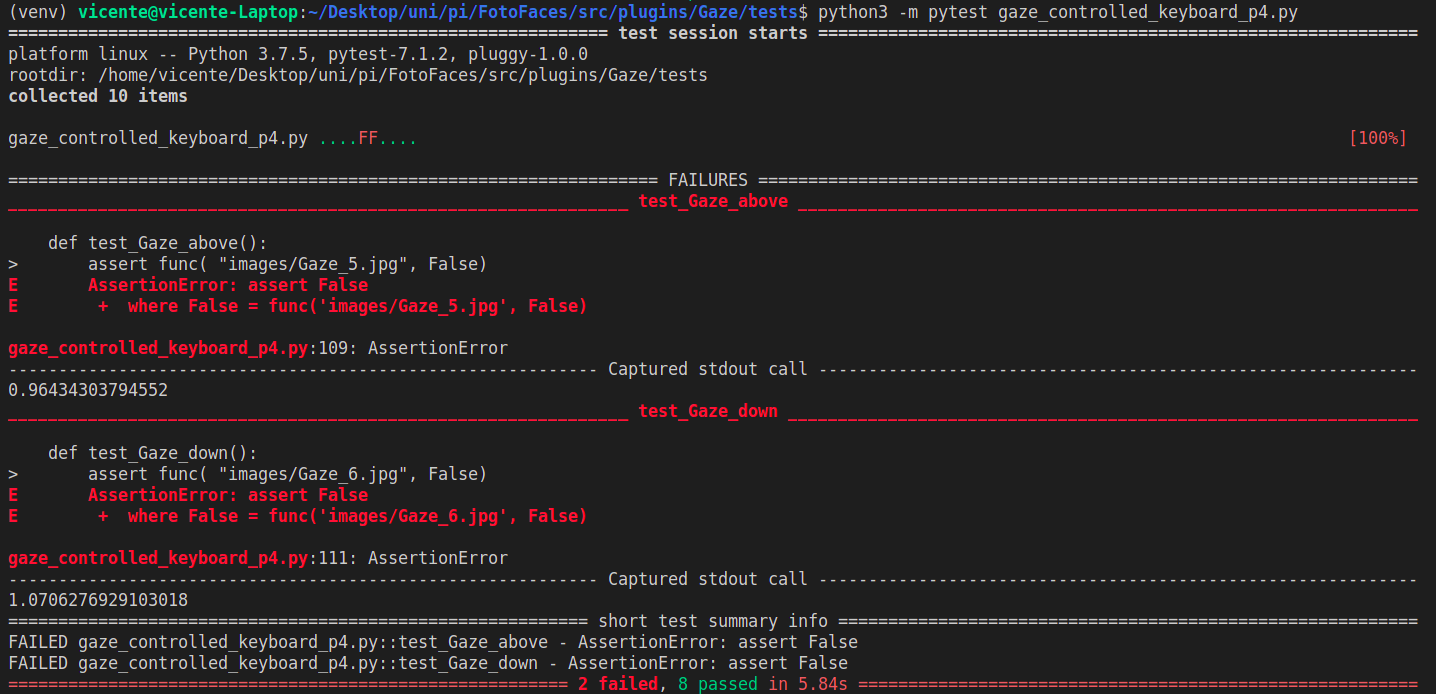 (venv) vicente@vicente-Laptop:~/Desktop/uni/pi/FotoFaces/src/plugins/Gaze/tests$ python3 -m pytest gaze_controlled_keyboard_p4.py
============================================================ test session starts ============================================================
platform linux -- Python 3.7.5, pytest-7.1.2, pluggy-1.0.0
rootdir: /home/vicente/Desktop/uni/pi/FotoFaces/src/plugins/Gaze/tests
collected 10 items
gaze_controlled_keyboard_p4.py ....FF.... [100%]
================================================================= FAILURES ==================================================================
______________________________________________________________ test_Gaze_above ______________________________________________________________
def test_Gaze_above():
> assert func( "images/Gaze_5.jpg", False)
E AssertionError: assert False
E + where False = func('images/Gaze_5.jpg', False)
gaze_controlled_keyboard_p4.py:109: AssertionError
----------------------------------------------------------- Captured stdout call ------------------------------------------------------------
0.96434303794552
______________________________________________________________ test_Gaze_down _______________________________________________________________
def test_Gaze_down():
> assert func( "images/Gaze_6.jpg", False)
E AssertionError: assert False
E + where False = func('images/Gaze_6.jpg', False)
gaze_controlled_keyboard_p4.py:111: AssertionError
----------------------------------------------------------- Captured stdout call ------------------------------------------------------------
1.0706276929103018
========================================================== short test summary info ==========================================================
FAILED gaze_controlled_keyboard_p4.py::test_Gaze_above - AssertionError: assert False
FAILED gaze_controlled_keyboard_p4.py::test_Gaze_down - AssertionError: assert False
======================================================== 2 failed, 8 passed in 5.84s ========================================================